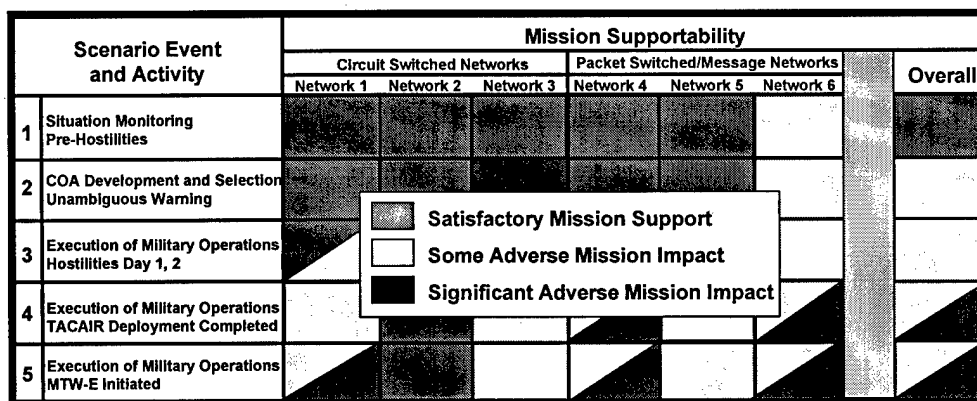 Scenario Event
and Activity
Mission Supportability
Circuit Switched Networks
Packet Switched/Message Networks
Overall
Network 1
Network 2
Network 3
Network 4
Network 5
Network 6
1
Situation Monitoring
Pre-Hostilities
2
COA Development and Selection
Unambiguous Warning
3
Execution of Military Operations
Hostilities Day 1, 2
4
Execution of Military Operations
TACAIR Deployment Completed
5
Execution of Military Operations
MTW-E Initiated
Satisfactory Mission Support
Some Adverse Mission Impact
Significant Adverse Mission Impact